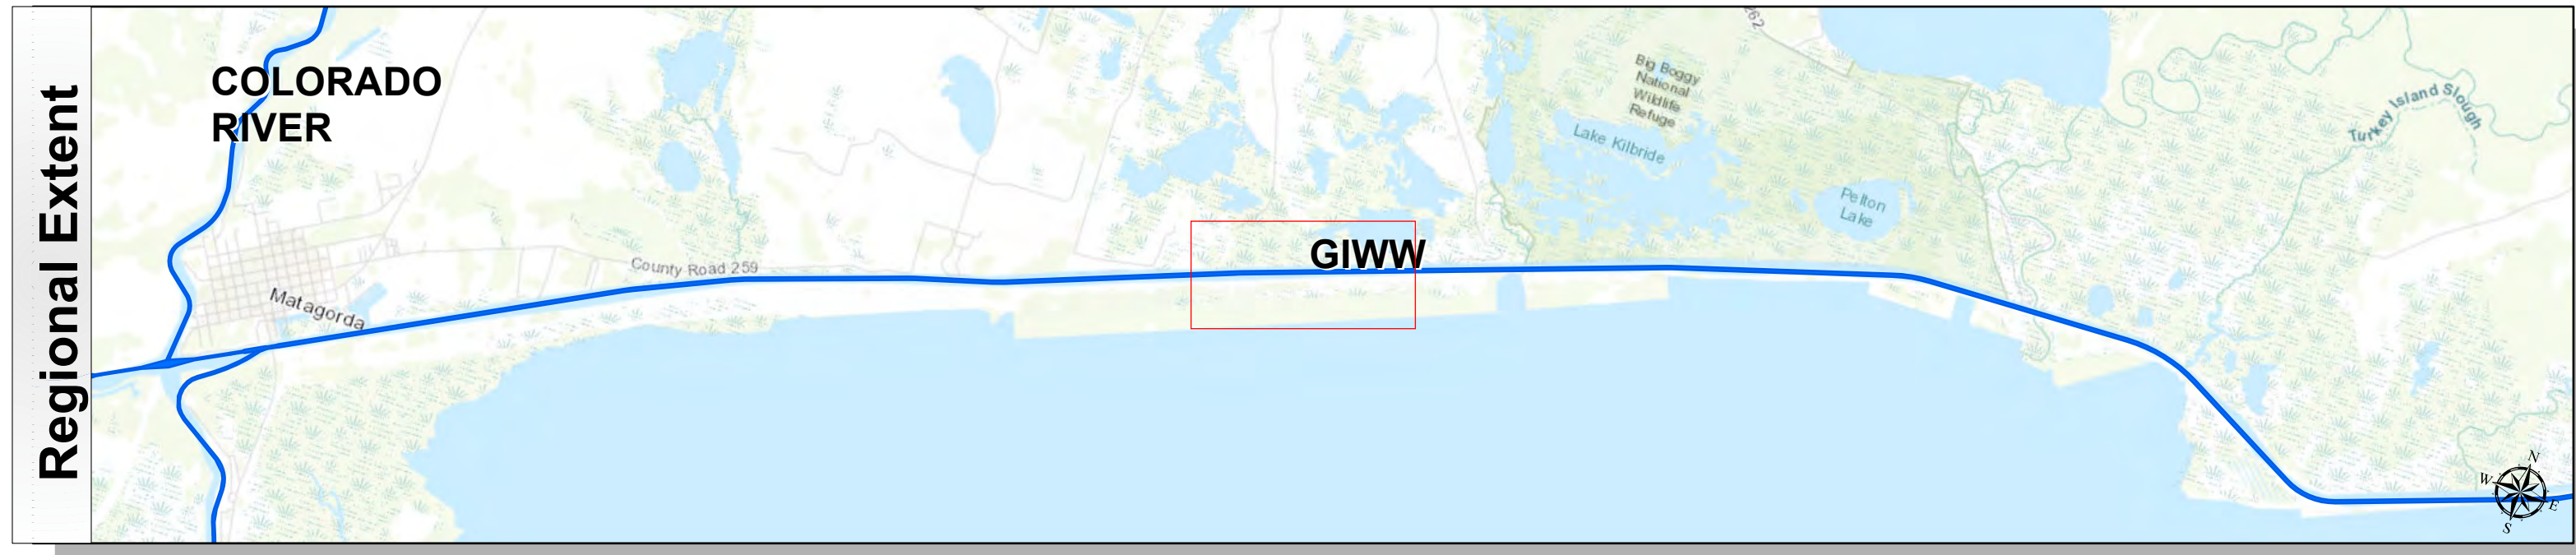 Regional Extent
COLORADO
RIVER
262
Big Boggy
National
Wildlife
Refuge
Lake Kilbride
Turkey Island Slough
Pelton
Lake
GIWW
County Road 259
Matagorda
N
W
E
S